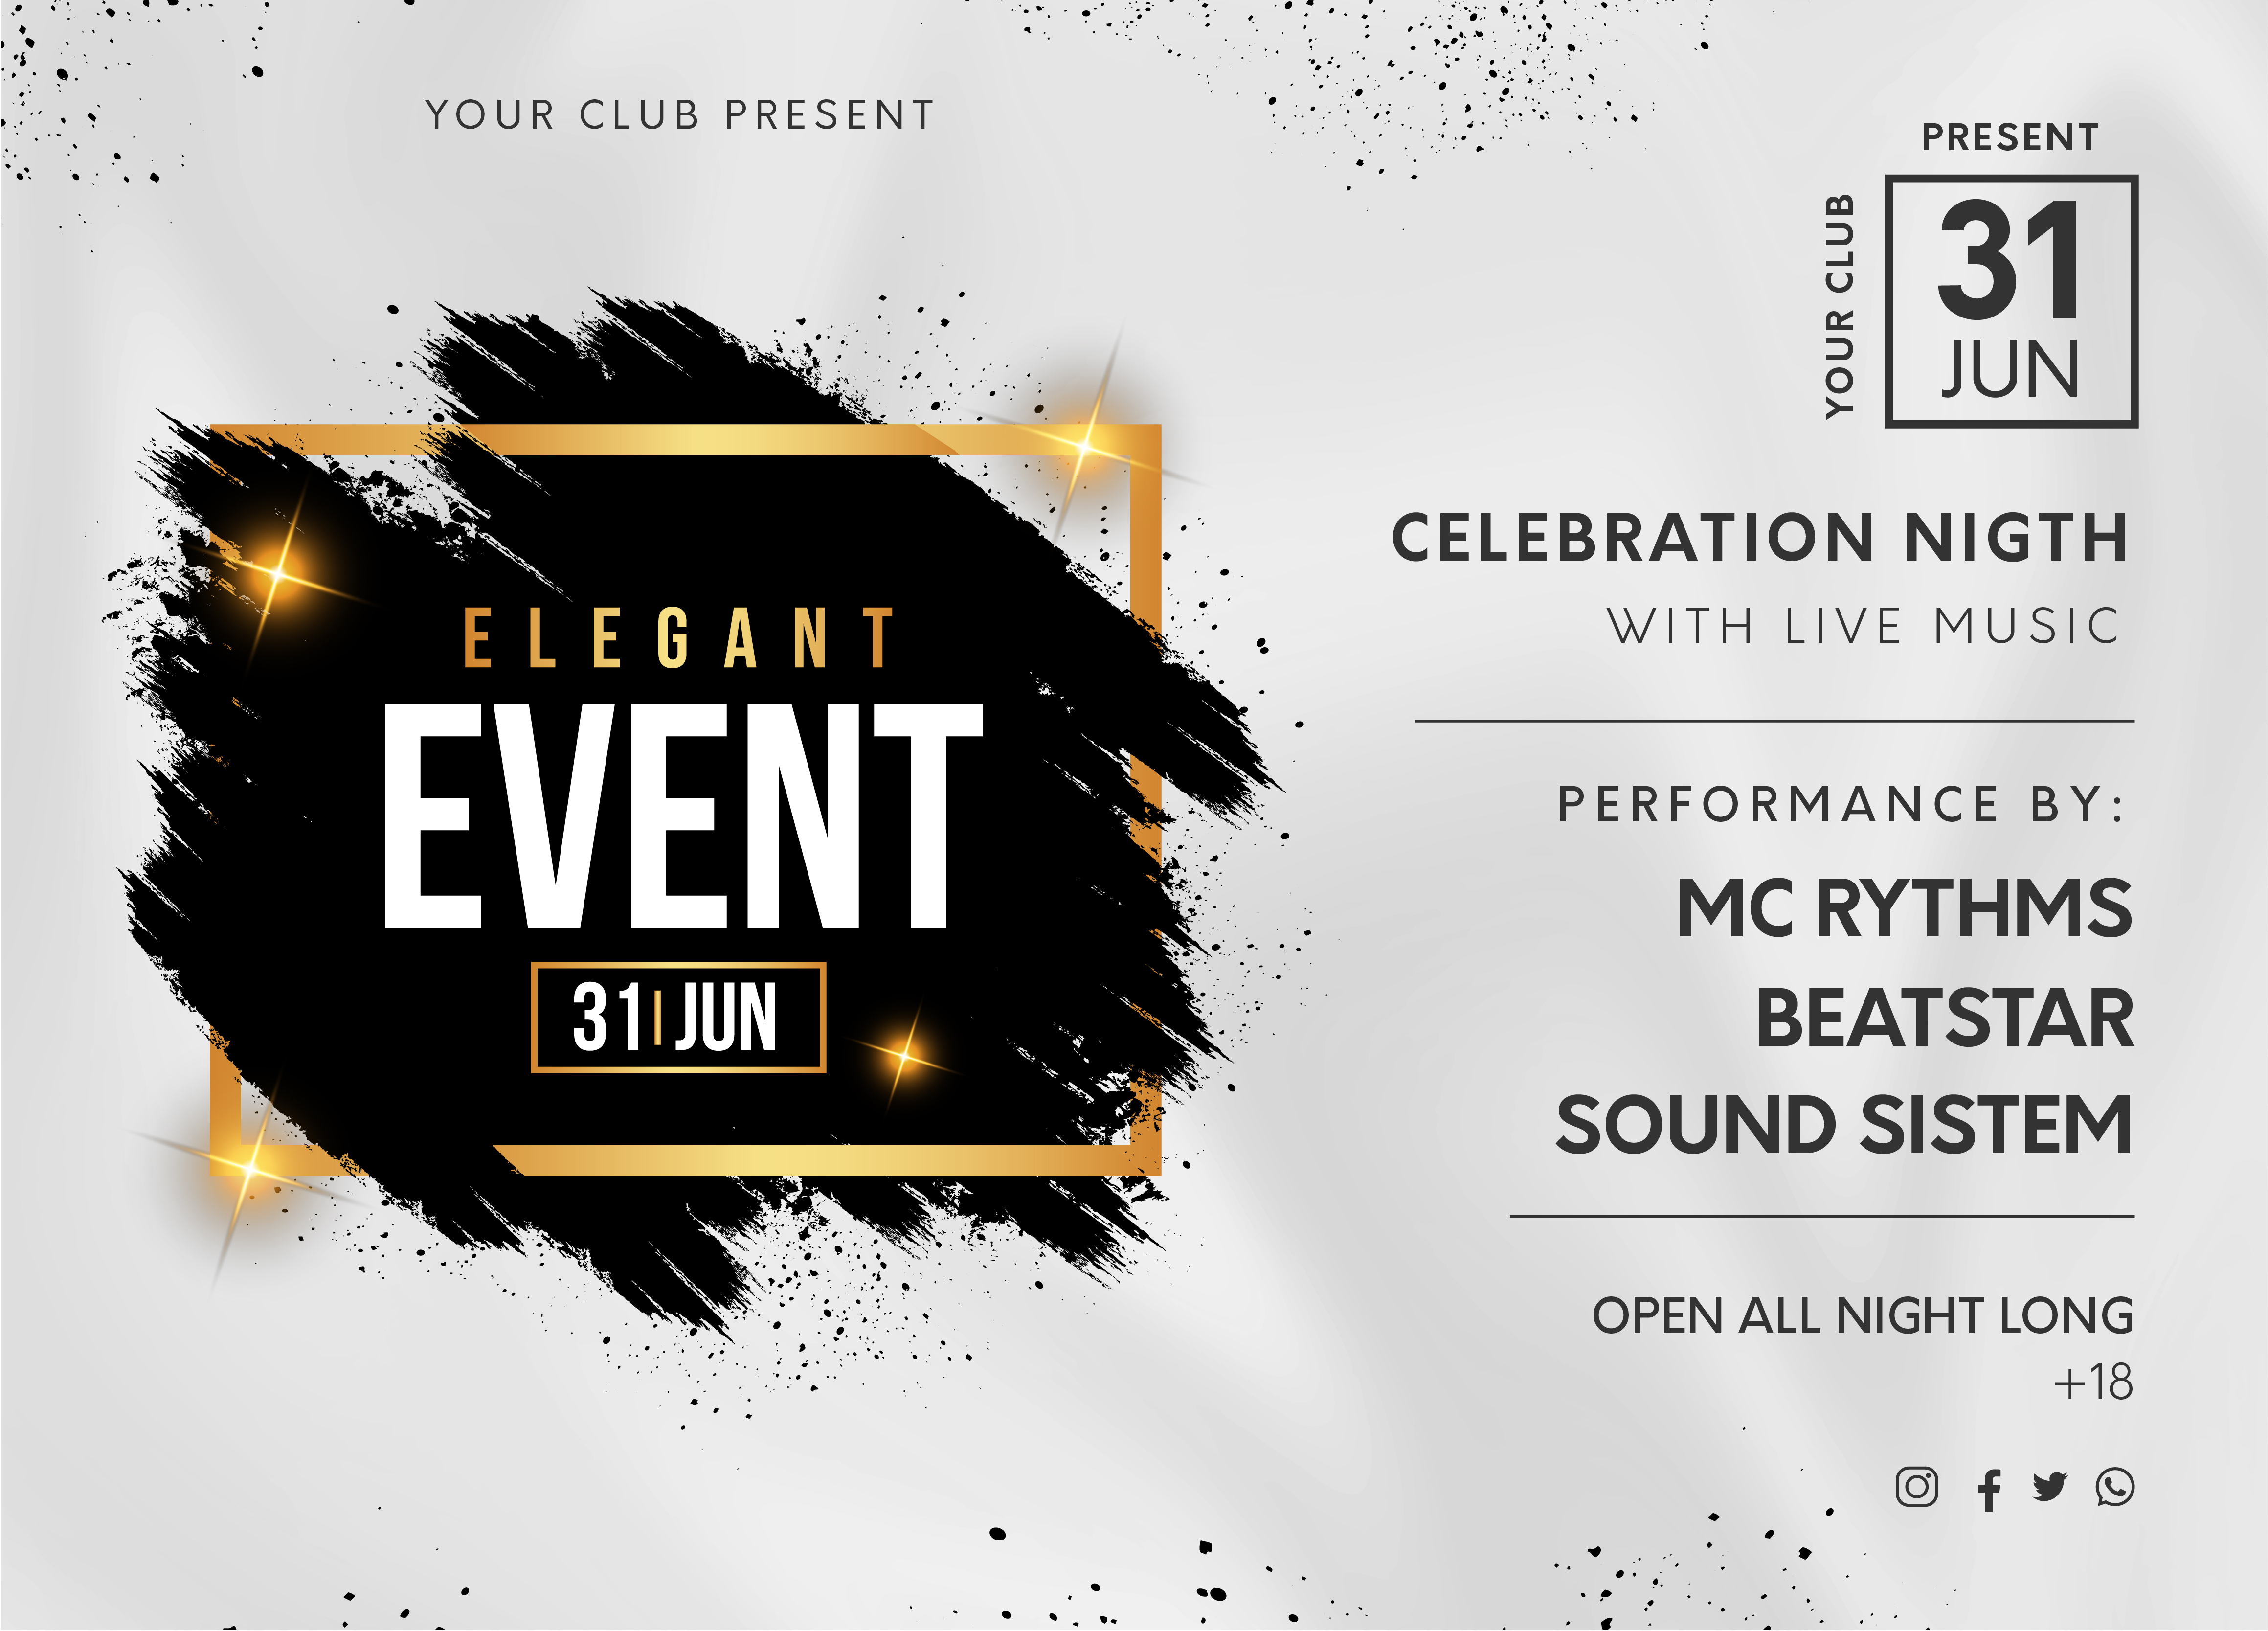 YOUR CLUB PRESENT
ELEGANT
EVENT
31 JUN
PRESENT
YOUR CLUB
31
JUN
CELEBRATION NIGTH
WITH LIVE MUSIC
PERFORMANCE BY:
MC RYTHMS
BEATSTAR
SOUND SISTEM
OPEN ALL NIGHT LONG
+18